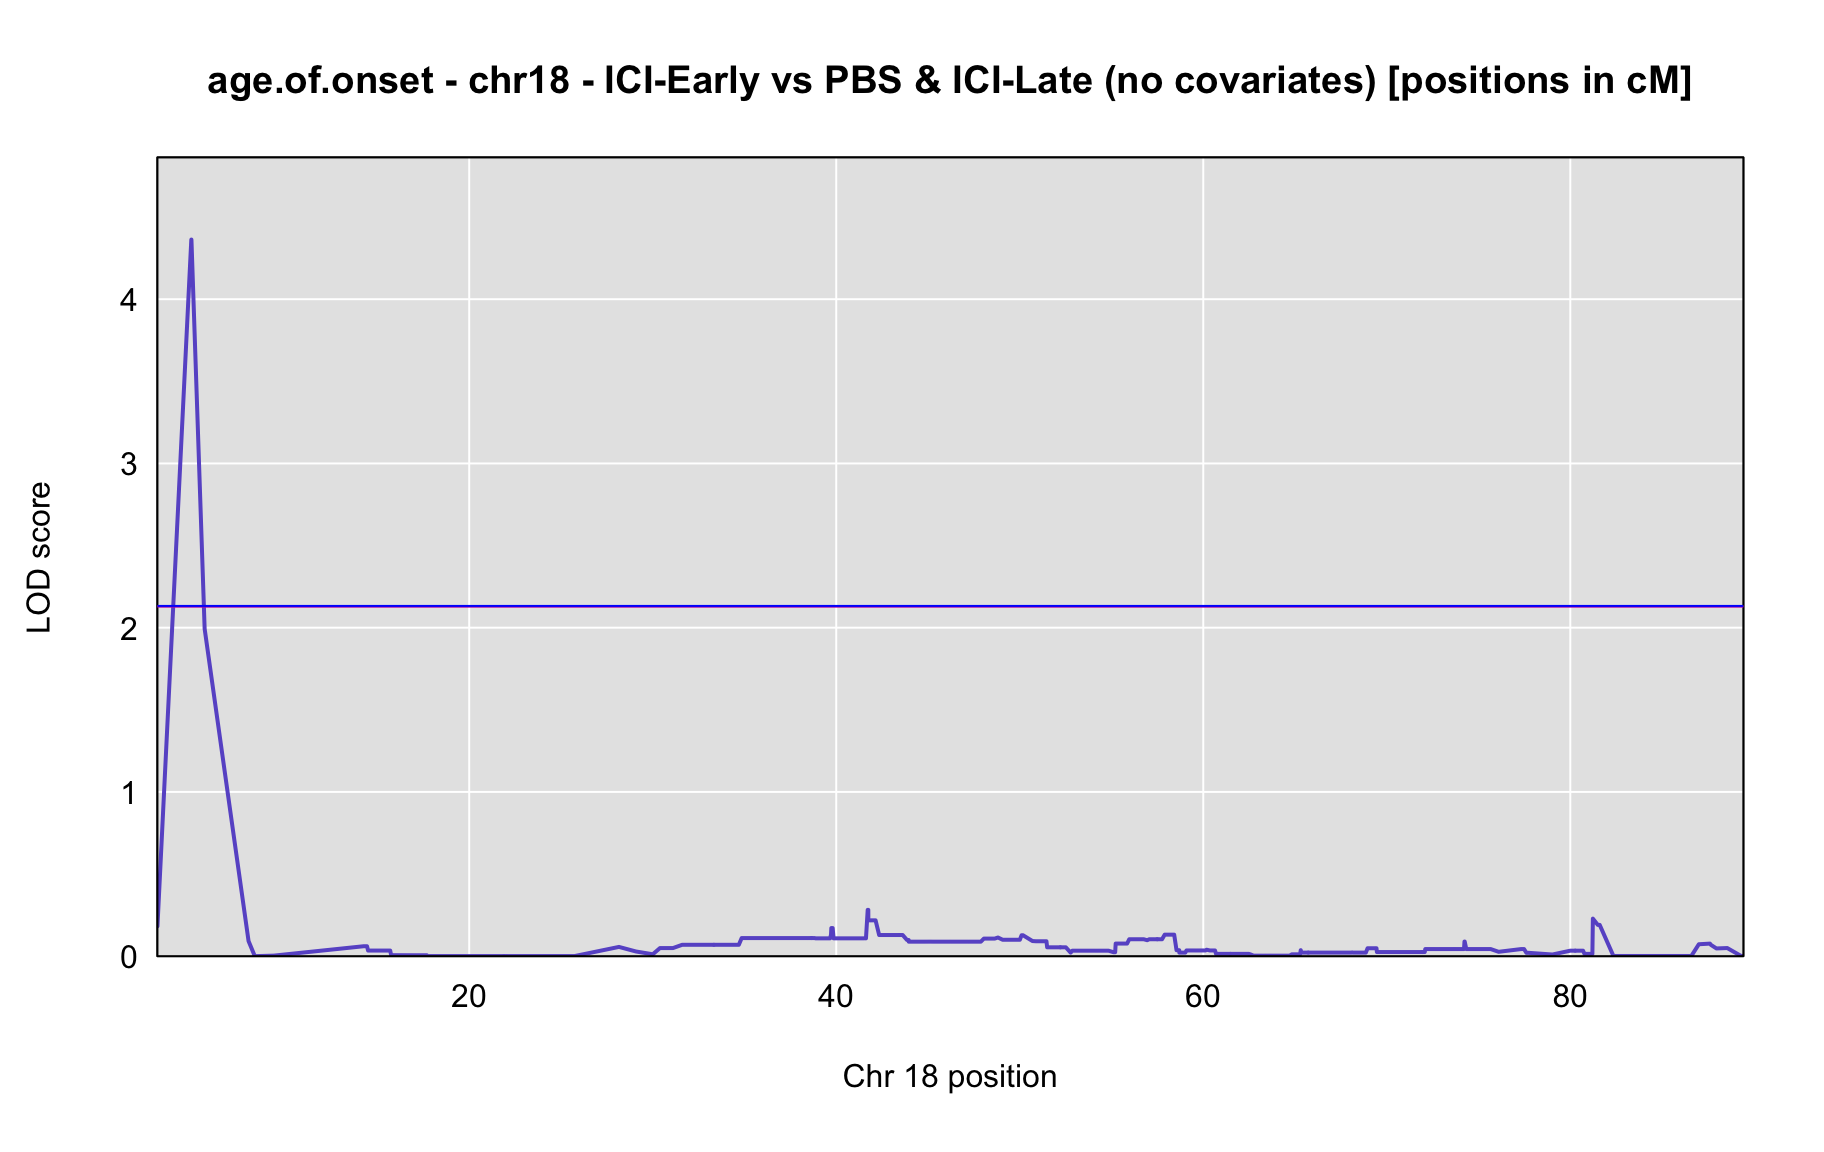 age.of.onset - chr18 - ICI-Early vs PBS & ICI-Late (no covariates) [positions in cM]
LOD score
4
3
2
1
0
20 40 60 80
Chr 18 position